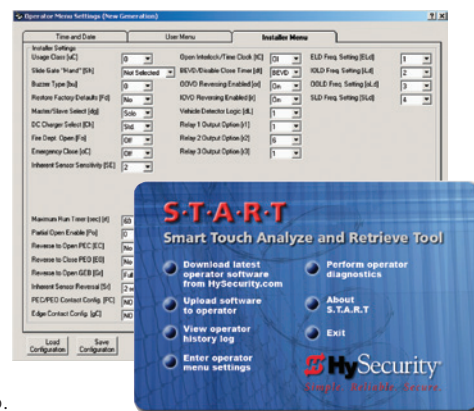 Operator Menu Settings (New Generation)
Time and Date
User Menu
Installer Menu
Installer Settings
Usage Class [uC] 0
Slide Gate "Hand" [Sh] Not Selected
Buzzer Type [bu] 0
Restore Factory Defaults [Fd] No
Master/Slave Select [dg] Solo
DC Charger Select [Ch] Std.
Fire Dept. Open [Fo] Off
Emergency Close [aC] Off
Inherent Sensor Sensitivity [SE] 2
Open Interlock/Time Clock [tC] OI
BEVD/Disable Close Timer [dt] BEVD
OOVD Reversing Enabled [or] On
IOVD Reversing Enabled [ir] On
Vehicle Detector Logic [dL] 1
Relay 1 Output Option [r1] 1
Relay 2 Output Option [r2] 6
Relay 3 Output Option [r3] 1
ELD Freq. Setting [ELd] 1
IOLD Freq. Setting [iLd] 2
OOLD Freq. Setting [oLd] 3
SLD Freq. Setting [SLd] 4
Maximum Run Timer (sec) [rt] 60
Partial Open Enable [Po] 0
Reverse to Open PEC [EC] No
Reverse to Close PEO [EO] No
Reverse to Open GEB [Gr] Full
Inherent Sensor Reversal [Sr]
PEC/PEO Contact Config. [PC] NO
Edge Contact Config. [gC] NO
Load Configuration
Save Configuration
S·T·A·R·T
Smart Touch Analyze and Retrieve Tool
Download latest
operator software
from HySecurity.com
Upload software
to operator
View operator
history log
Enter operator
menu settings
Perform operator
diagnostics
About
S.T.A.R.T
Exit
HySecurity
Simple. Reliable. Secure.